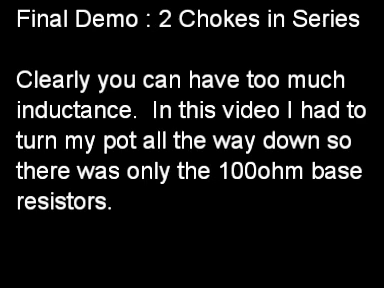 Final Demo : 2 Chokes in Series
Clearly you can have too much
inductance.  In this video I had to
turn my pot all the way down so
there was only the 100ohm base
resistors.